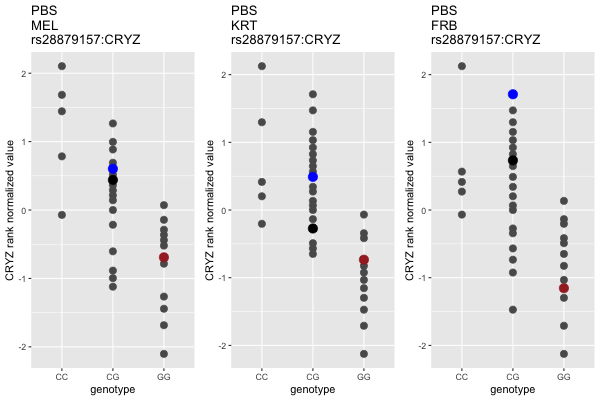 PBS
MEL
rs28879157:CRYZ
CRYZ rank normalized value
2
1
0
-1
-2
CC
CG
GG
genotype
PBS
KRT
rs28879157:CRYZ
CRYZ rank normalized value
2
1
0
-1
-2
CC
CG
GG
genotype
PBS
FRB
rs28879157:CRYZ
CRYZ rank normalized value
2
1
0
-1
-2
CC
CG
GG
genotype